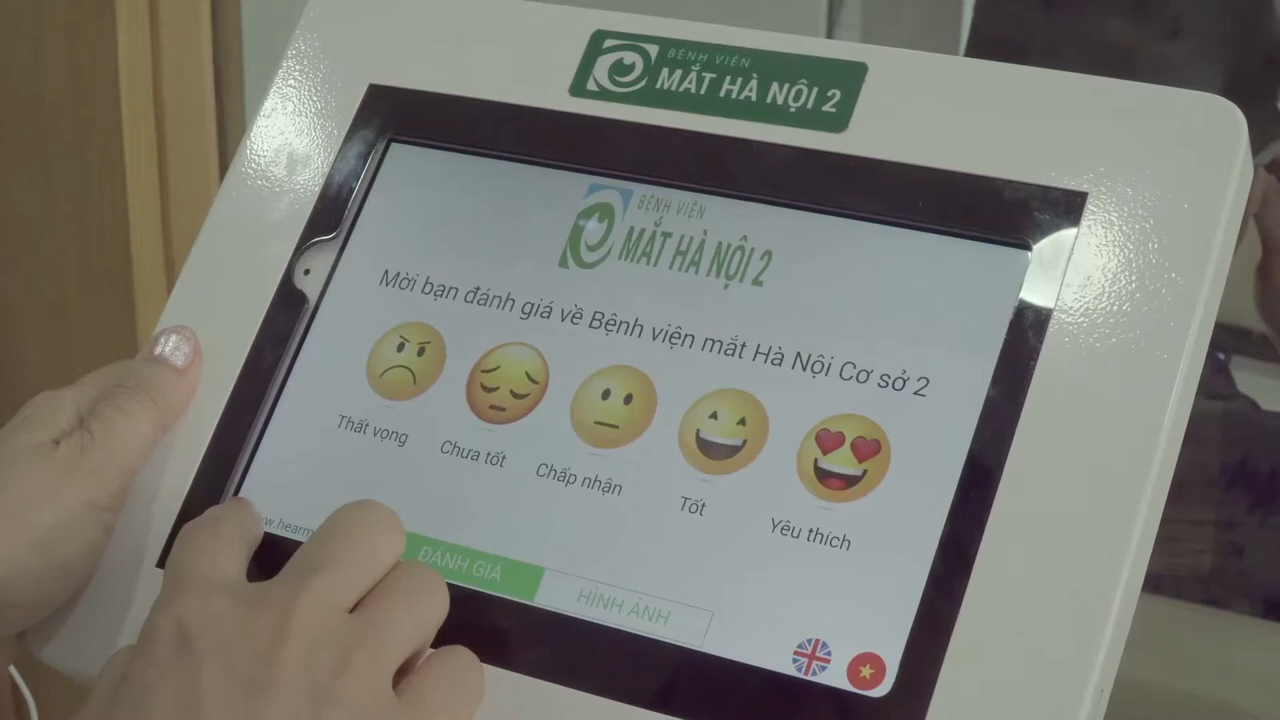 BỆNH VIỆN
MẮT HÀ NỘI 2
BỆNH VIỆN
MẮT HÀ NỘI 2
Mời bạn đánh giá về Bệnh viện mắt Hà Nội Cơ sở 2
Thất vọng
Chưa tốt
Chấp nhận
Tốt
Yêu thích
ĐÁNH GIÁ
HÌNH ẢNH